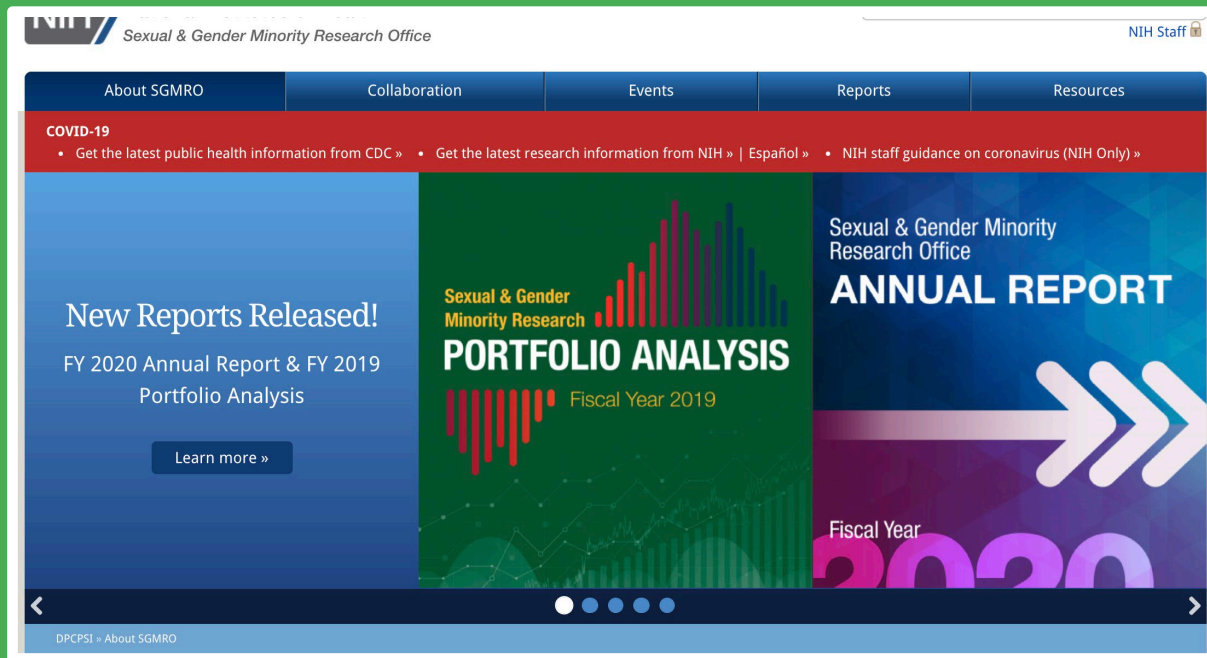 NIH
Sexual & Gender Minority Research Office
NIH Staff
About SGMRO
Collaboration
Events
Reports
Resources
COVID-19
• Get the latest public health information from CDC » • Get the latest research information from NIH » | Español » • NIH staff guidance on coronavirus (NIH Only) »
New Reports Released!
FY 2020 Annual Report & FY 2019
Portfolio Analysis
Learn more »
Sexual & Gender
Minority Research
PORTFOLIO ANALYSIS
Fiscal Year 2019
Sexual & Gender Minority
Research Office
ANNUAL REPORT
Fiscal Year
2020
DPCPSI » About SGMRO